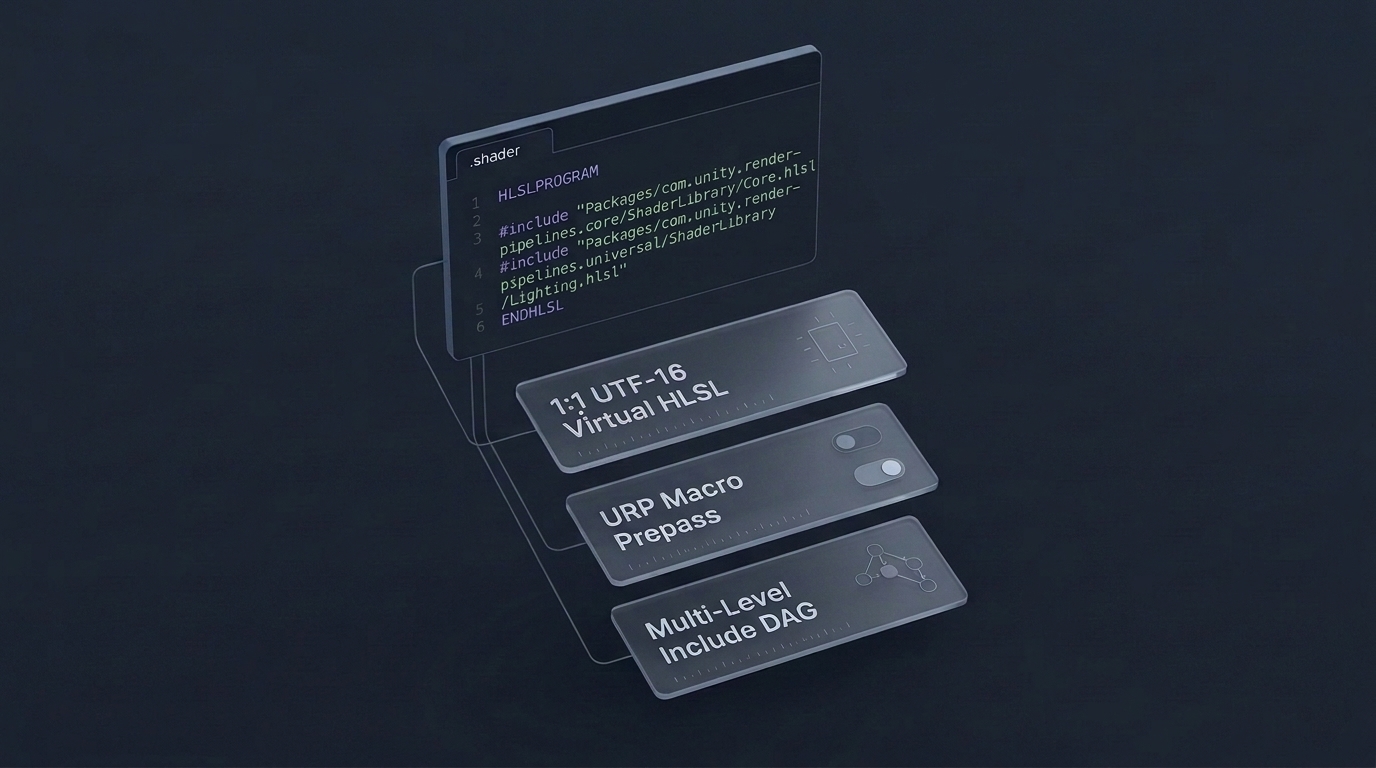 .shader
1 HLSLPROGRAM
2
3 #include "Packages/com.unity.render-
pipelines.core/ShaderLibrary/Core.hlsl
4 #include "Packages/com.unity.render-
pspelines.universal/ShaderLibrary
5 /Lighting.hlsl"
6 ENDHLSL
1:1 UTF-16
Virtual HLSL
URP Macro
Prepass
Multi-Level
Include DAG